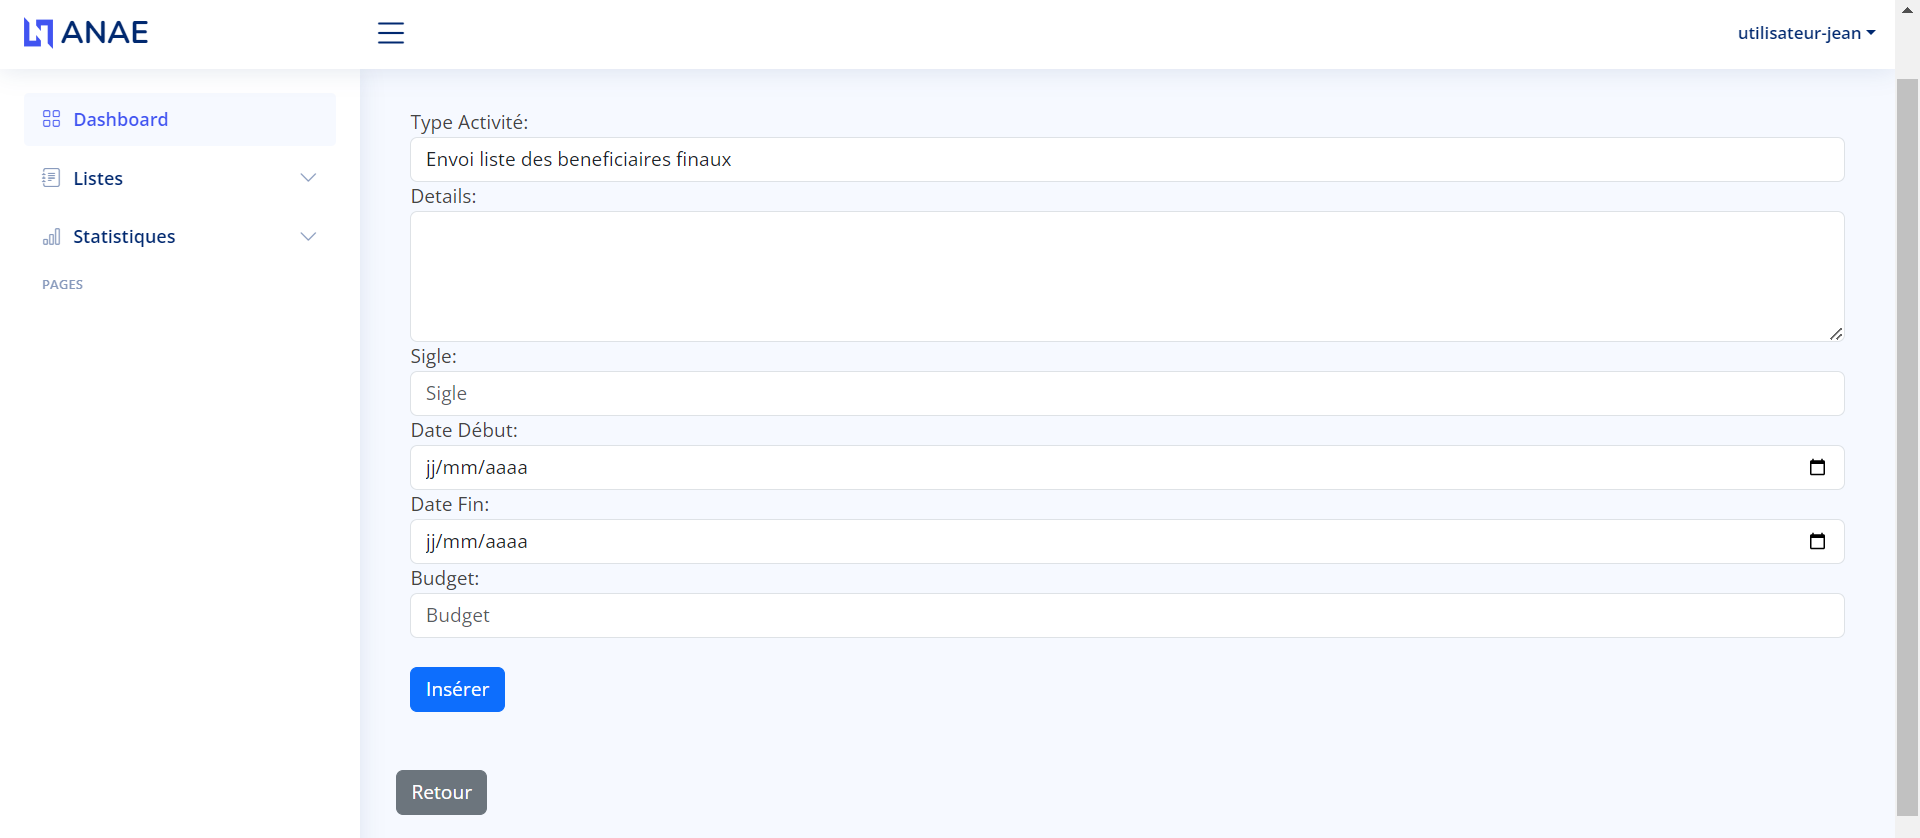 ANAE
utilisateur-jean
Dashboard
Listes
Statistiques
PAGES
Type Activité:
Envoi liste des beneficiaires finaux
Details:
Sigle:
Sigle
Date Début:
jj/mm/aaaa
Date Fin:
jj/mm/aaaa
Budget:
Budget
Insérer
Retour